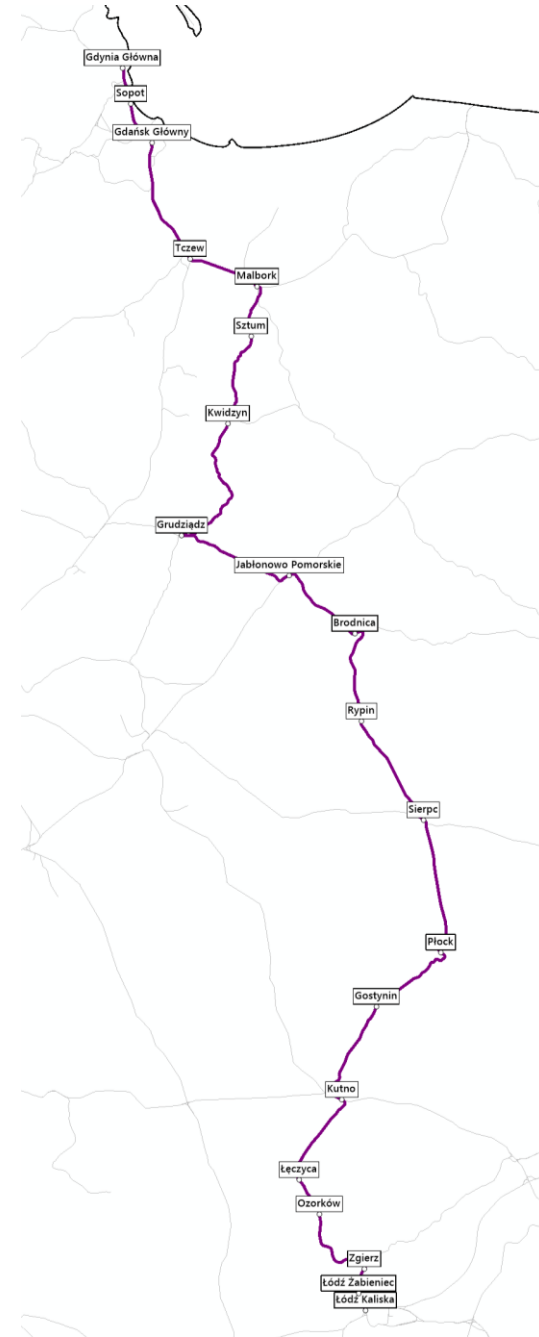 Gdynia Główna
Sopot
Gdańsk Główny
Tczew
Malbork
Sztum
Kwidzyn
Grudziądz
Jabłonowo Pomorskie
Brodnica
Rypin
Sierpc
Płock
Gostynin
Kutno
Łęczyca
Ozorków
Zgierz
Łódź Żabieniec
Łódź Kaliska